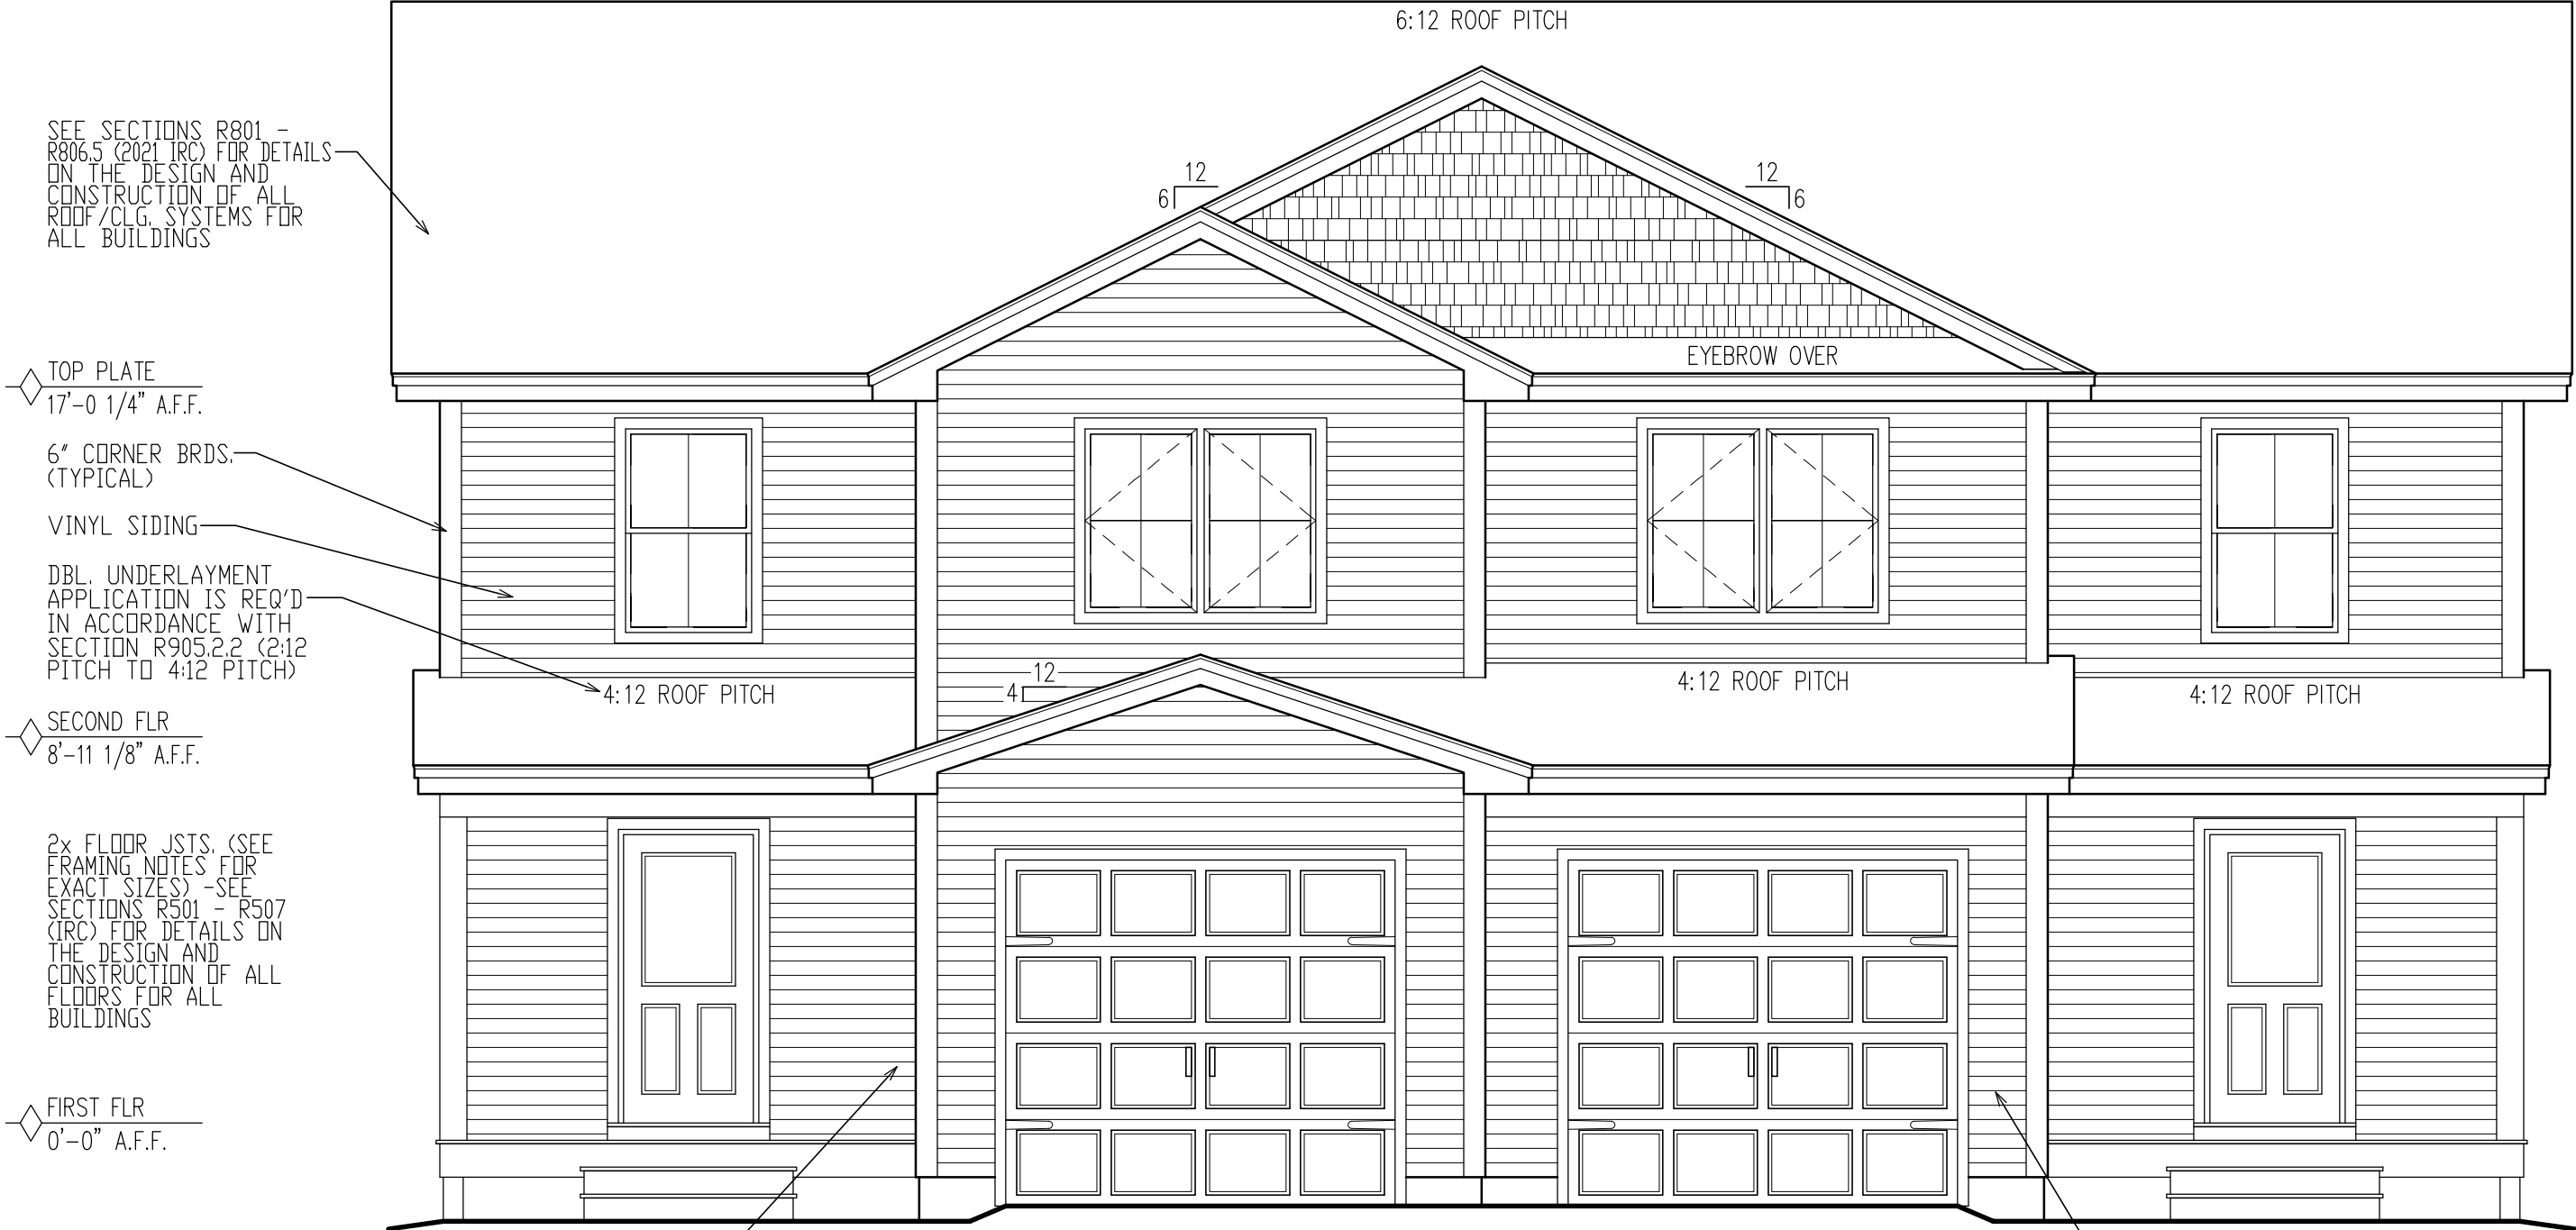 6:12 ROOF PITCH
SEE SECTIONS R801 -
R806.5 (2021 IRC) FOR DETAILS
ON THE DESIGN AND
CONSTRUCTION OF ALL
ROOF/CLG. SYSTEMS FOR
ALL BUILDINGS
12
6
12
6
EYEBROW OVER
TOP PLATE
17'-0 1/4" A.F.F.
6" CORNER BRDS.
(TYPICAL)
VINYL SIDING
DBL. UNDERLAYMENT
APPLICATION IS REQ'D
IN ACCORDANCE WITH
SECTION R905.2.2 (2:12
PITCH TO 4:12 PITCH)
12
4
4:12 ROOF PITCH
4:12 ROOF PITCH
4:12 ROOF PITCH
SECOND FLR
8'-11 1/8" A.F.F.
2x FLOOR JSTS. (SEE
FRAMING NOTES FOR
EXACT SIZES) -SEE
SECTIONS R501 - R507
(IRC) FOR DETAILS ON
THE DESIGN AND
CONSTRUCTION OF ALL
FLOORS FOR ALL
BUILDINGS
FIRST FLR
0'-0" A.F.F.